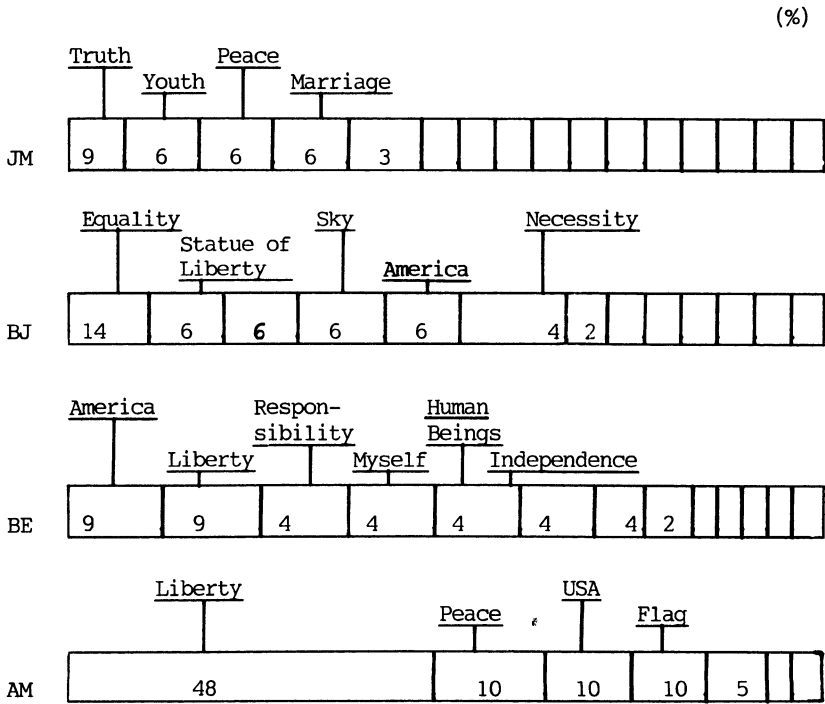 (%)
Truth
Peace
Youth
Marriage
JM
9 6 6 6 3
Equality
Sky
Necessity
Statue of
Liberty
America
BJ
14 6 6 6 6 4 2
America
Respon-
sibility
Human
Beings
Liberty
Myself
Independence
BE
9 9 4 4 4 4 4 2
Liberty
USA
Peace
Flag
AM
48 10 10 10 5